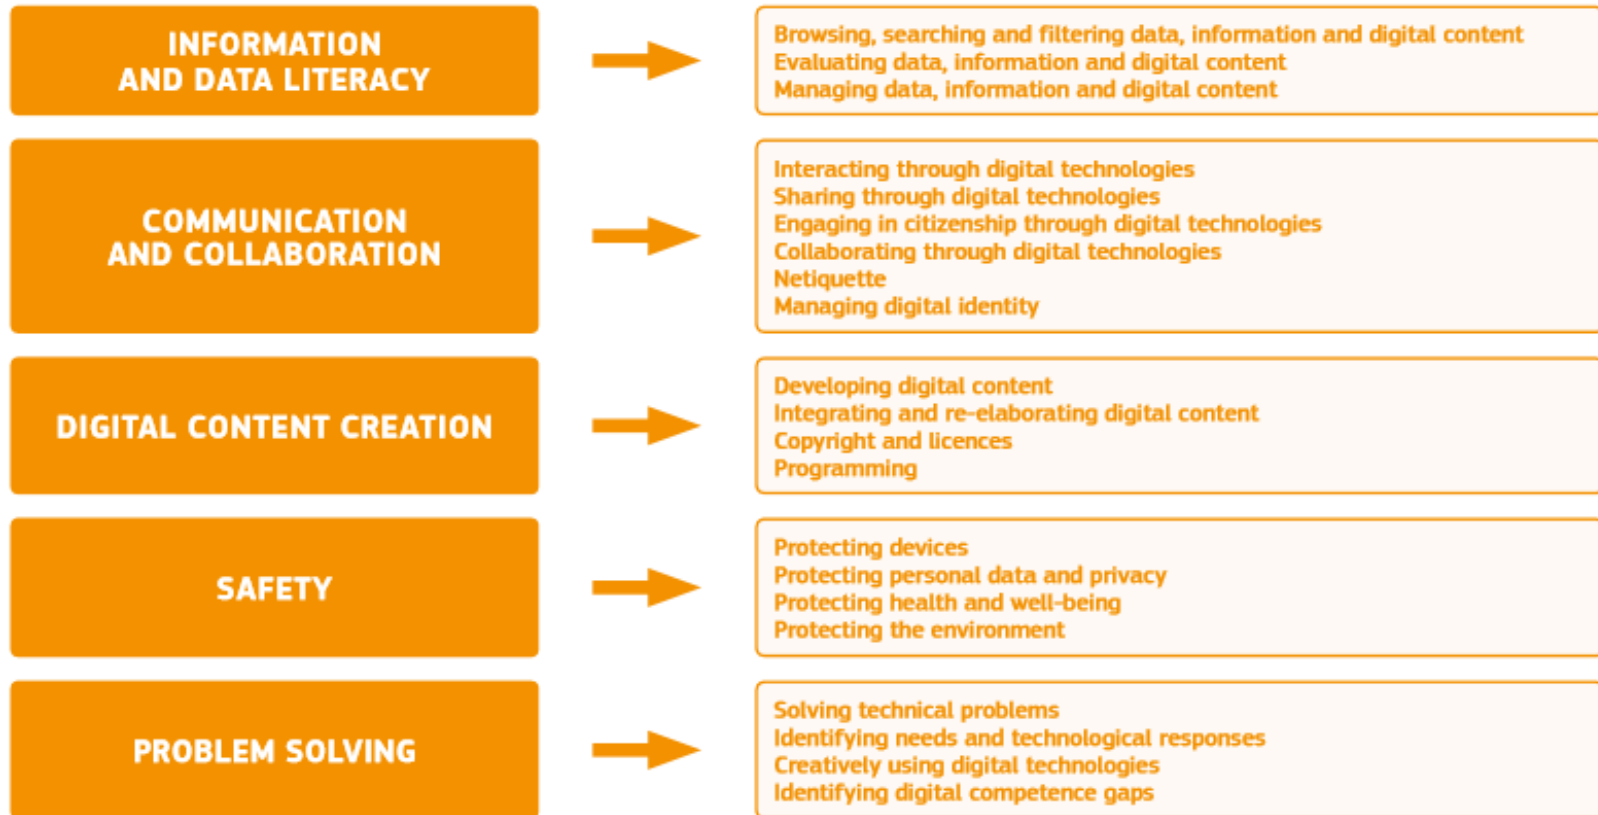 INFORMATION
AND DATA LITERACY
Browsing, searching and filtering data, information and digital content
Evaluating data, information and digital content
Managing data, information and digital content
COMMUNICATION
AND COLLABORATION
Interacting through digital technologies
Sharing through digital technologies
Engaging in citizenship through digital technologies
Collaborating through digital technologies
Netiquette
Managing digital identity
DIGITAL CONTENT CREATION
Developing digital content
Integrating and re-elaborating digital content
Copyright and licences
Programming
SAFETY
Protecting devices
Protecting personal data and privacy
Protecting health and well-being
Protecting the environment
PROBLEM SOLVING
Solving technical problems
Identifying needs and technological responses
Creatively using digital technologies
Identifying digital competence gaps